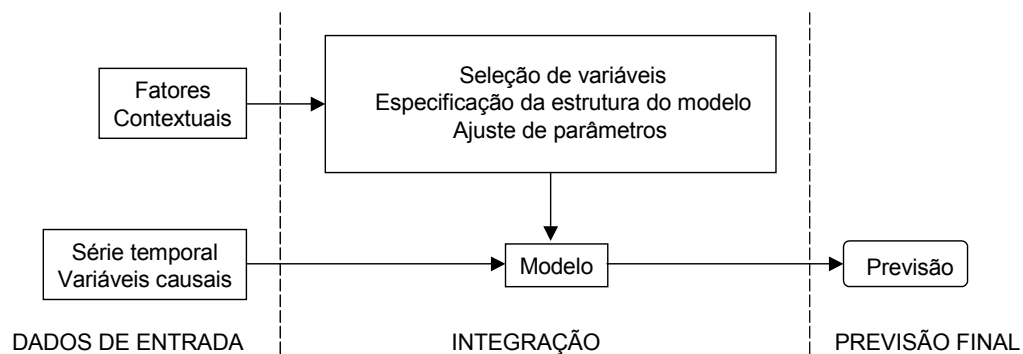 Fatores
Contextuais
Seleção de variáveis
Especificação da estrutura do modelo
Ajuste de parâmetros
Série temporal
Variáveis causais
Modelo
Previsão
DADOS DE ENTRADA
INTEGRAÇÃO
PREVISÃO FINAL